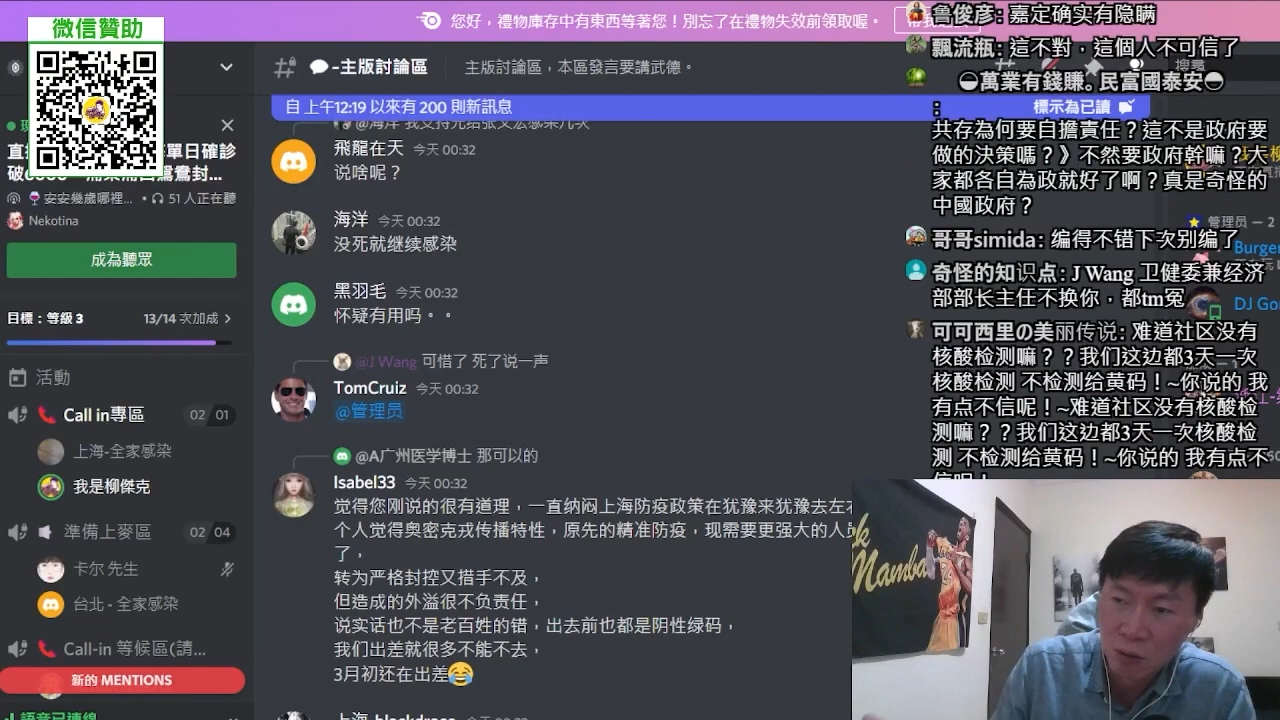 您好，禮物庫存中有東西等著您！別忘了在禮物失效前領取喔。
微信贊助
-主版討論區
主版討論區，本區發言要講武德。
搜尋
自 上午12:19 以來有 200 則新訊息
標示為已讀
單日確診
安安幾歲哪裡... • 51 人正在聽
Nekotina
成為聽眾
目標：等級 3
13/14 次加成
活動
Call in專區
02 01
上海-全家感染
我是柳傑克
準備上麥區
02 04
卡尔 先生
台北 - 全家感染
Call-in 等候區(請...
新的 MENTIONS
語音已連線
飛龍在天 今天 00:32
说啥呢？
海洋 今天 00:32
没死就继续感染
黑羽毛 今天 00:32
怀疑有用吗。。
@J Wang 可惜了 死了说一声
TomCruiz 今天 00:32
@管理员
@A广州医学博士 那可以的
Isabel33 今天 00:32
觉得您刚说的很有道理，一直纳闷上海防疫政策在犹豫来犹豫去左
个人觉得奥密克戎传播特性，原先的精准防疫，现需要更强大的人
了，
转为严格封控又措手不及，
但造成的外溢很不负责任，
说实话也不是老百姓的错，出去前也都是阴性绿码，
我们出差就很多不能不去，
3月初还在出差😂
鲁俊彦: 嘉定确实有隐瞒
飄流瓶: 這不對，這個人不可信了
萬業有錢賺。民富國泰安
:
共存為何要自擔責任？這不是政府要
做的決策嗎？》不然要政府幹嘛？大
家都各自為政就好了啊？真是奇怪的
中國政府？
哥哥simida: 编得不错下次别编了
奇怪的知识点: J Wang 卫健委兼经济
部部长主任不换你，都tm冤
可可西里の美丽传说: 难道社区没有
核酸检测嘛？？我们这边都3天一次
核酸检测 不检测给黄码！~你说的 我
有点不信呢！~难道社区没有核酸检
测嘛？？我们这边都3天一次核酸检
测 不检测给黄码！~你说的 我有点不
信呢！
管理员 — 2
Burger
DJ Go
Mamba